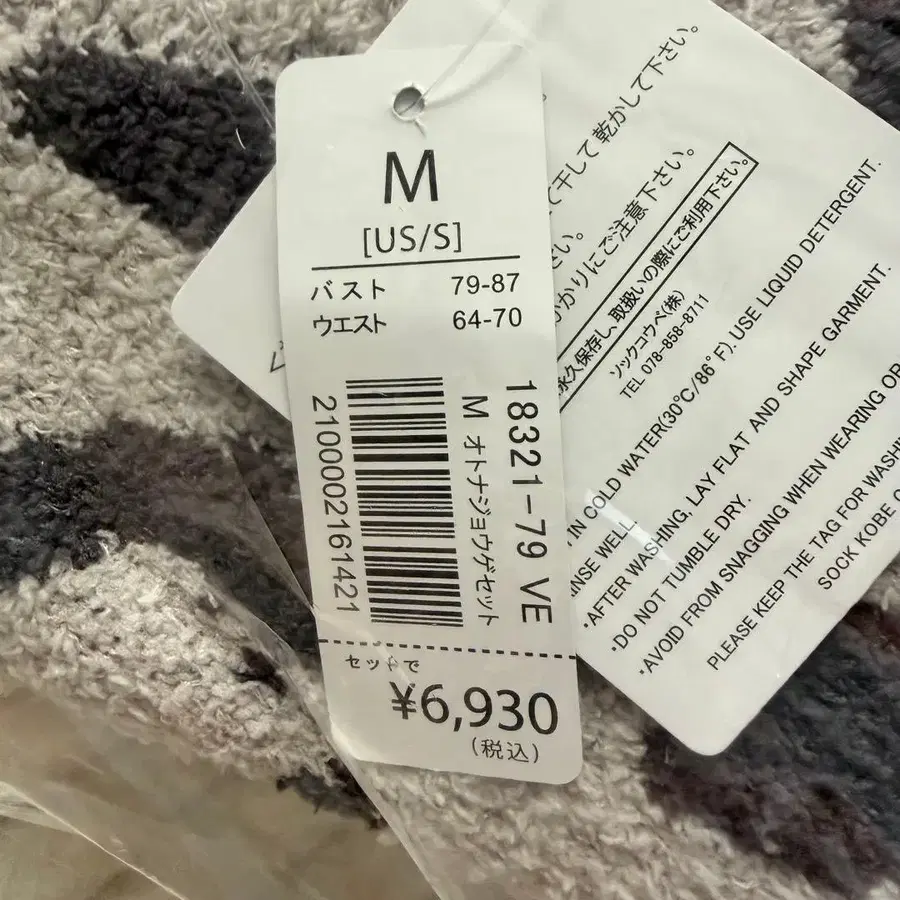 M
[US/S]
バスト 79-87
ウエスト 64-70
2100002161421
M オトナジョウゲセット
18321-79 VE
セットで
¥6,930
(税込)
干して 乾かして下さい。
かりにご注意下さい。
永久保存し、取扱いの際にご利用下さい。
ソックコウベ(株)
TEL 078-858-8711
IN COLD WATER(30℃/86°F). USE LIQUID DETERGENT.
WELL.
*AFTER WASHING, LAY FLAT AND SHAPE GARMENT.
*DO NOT TUMBLE DRY.
*AVOID FROM SNAGGING WHEN WEARING OR
PLEASE KEEP THE TAG FOR
SOCK KOBE